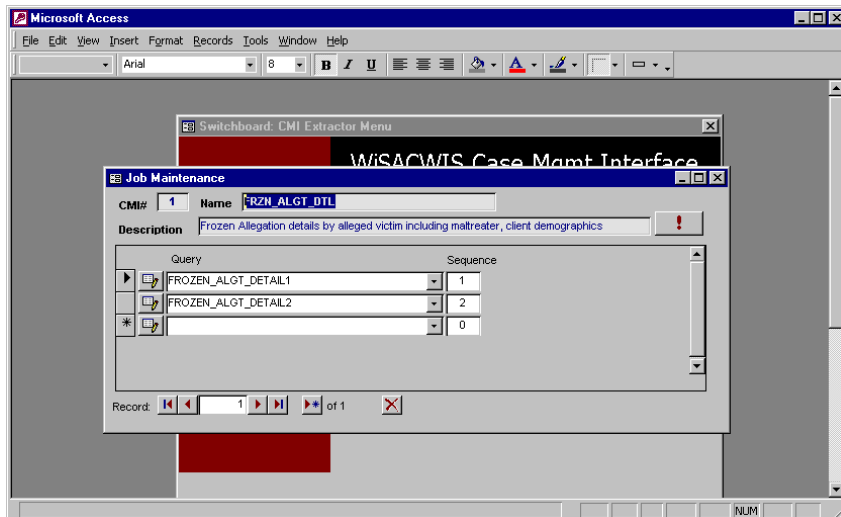 Microsoft Access
File Edit View Insert Format Records Tools Window Help
Arial 8 B I U A
Switchboard: CMI Extractor Menu
WiSACWIS Case Mgmt Interface
Job Maintenance
CMI# 1 Name FRZN_ALGT_DTL
Description Frozen Allegation details by alleged victim including maltreater, client demographics !
Query Sequence
FROZEN_ALGT_DETAIL1 1
FROZEN_ALGT_DETAIL2 2
0
Record: 1 of 1
NUM